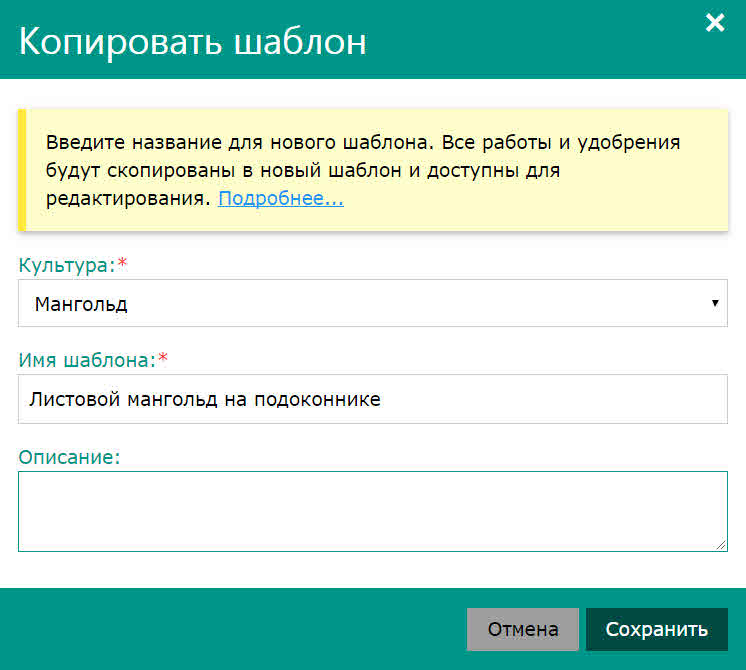 Копировать шаблон
Введите название для нового шаблона. Все работы и удобрения
будут скопированы в новый шаблон и доступны для
редактирования. Подробнее...
Культура:*
Мангольд
Имя шаблона:*
Листовой мангольд на подоконнике
Описание:
Отмена Сохранить